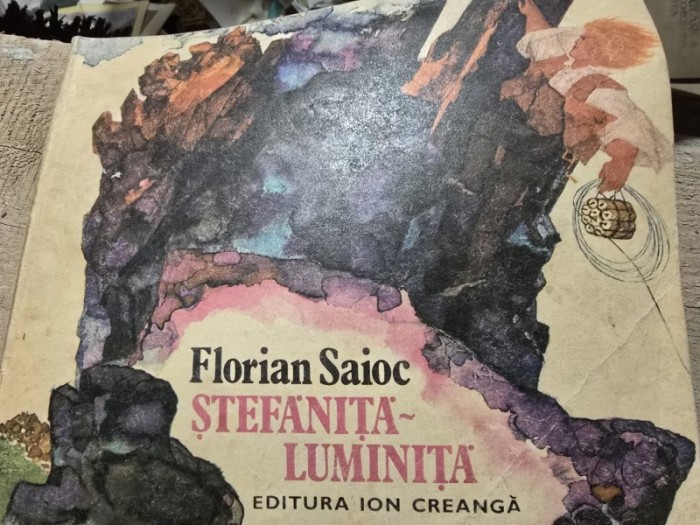 Florian Saioc
ȘTEFĂNIȚĂ~
LUMINIȚĂ
EDITURA ION CREANGĂ